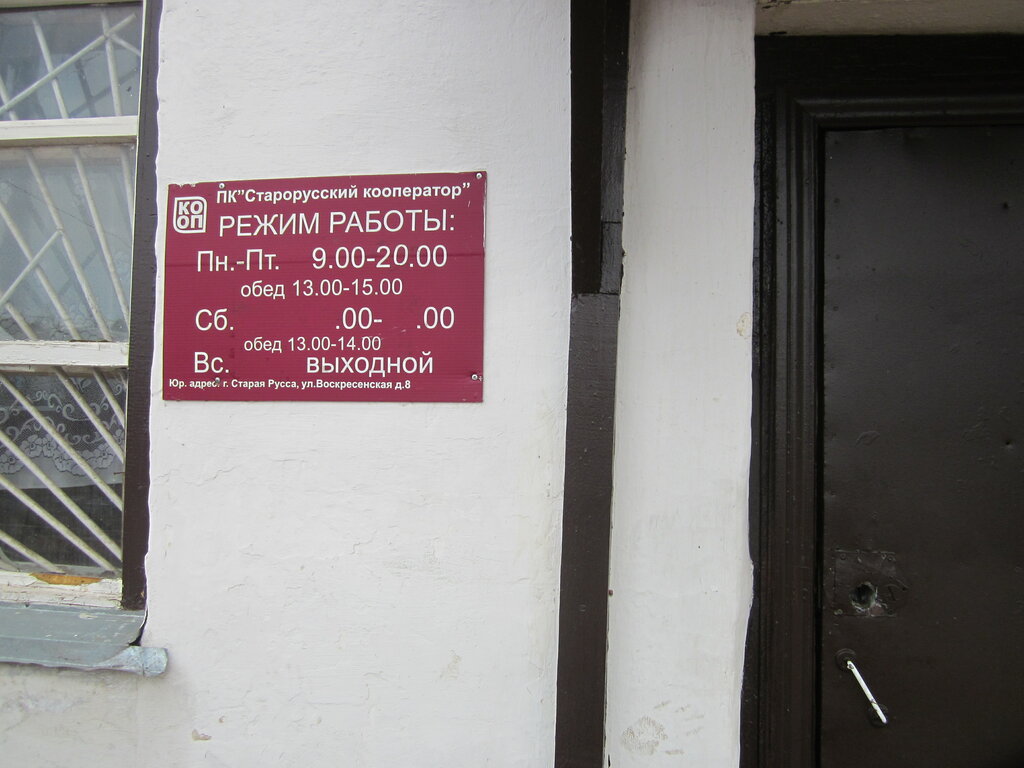 КО
ОП
ПК"Старорусский кооператор"
РЕЖИМ РАБОТЫ:
Пн.-Пт. 9.00-20.00
обед 13.00-15.00
Сб. .00- .00
обед 13.00-14.00
Вс. выходной
Юр. адрес: г. Старая Русса, ул.Воскресенская д.8